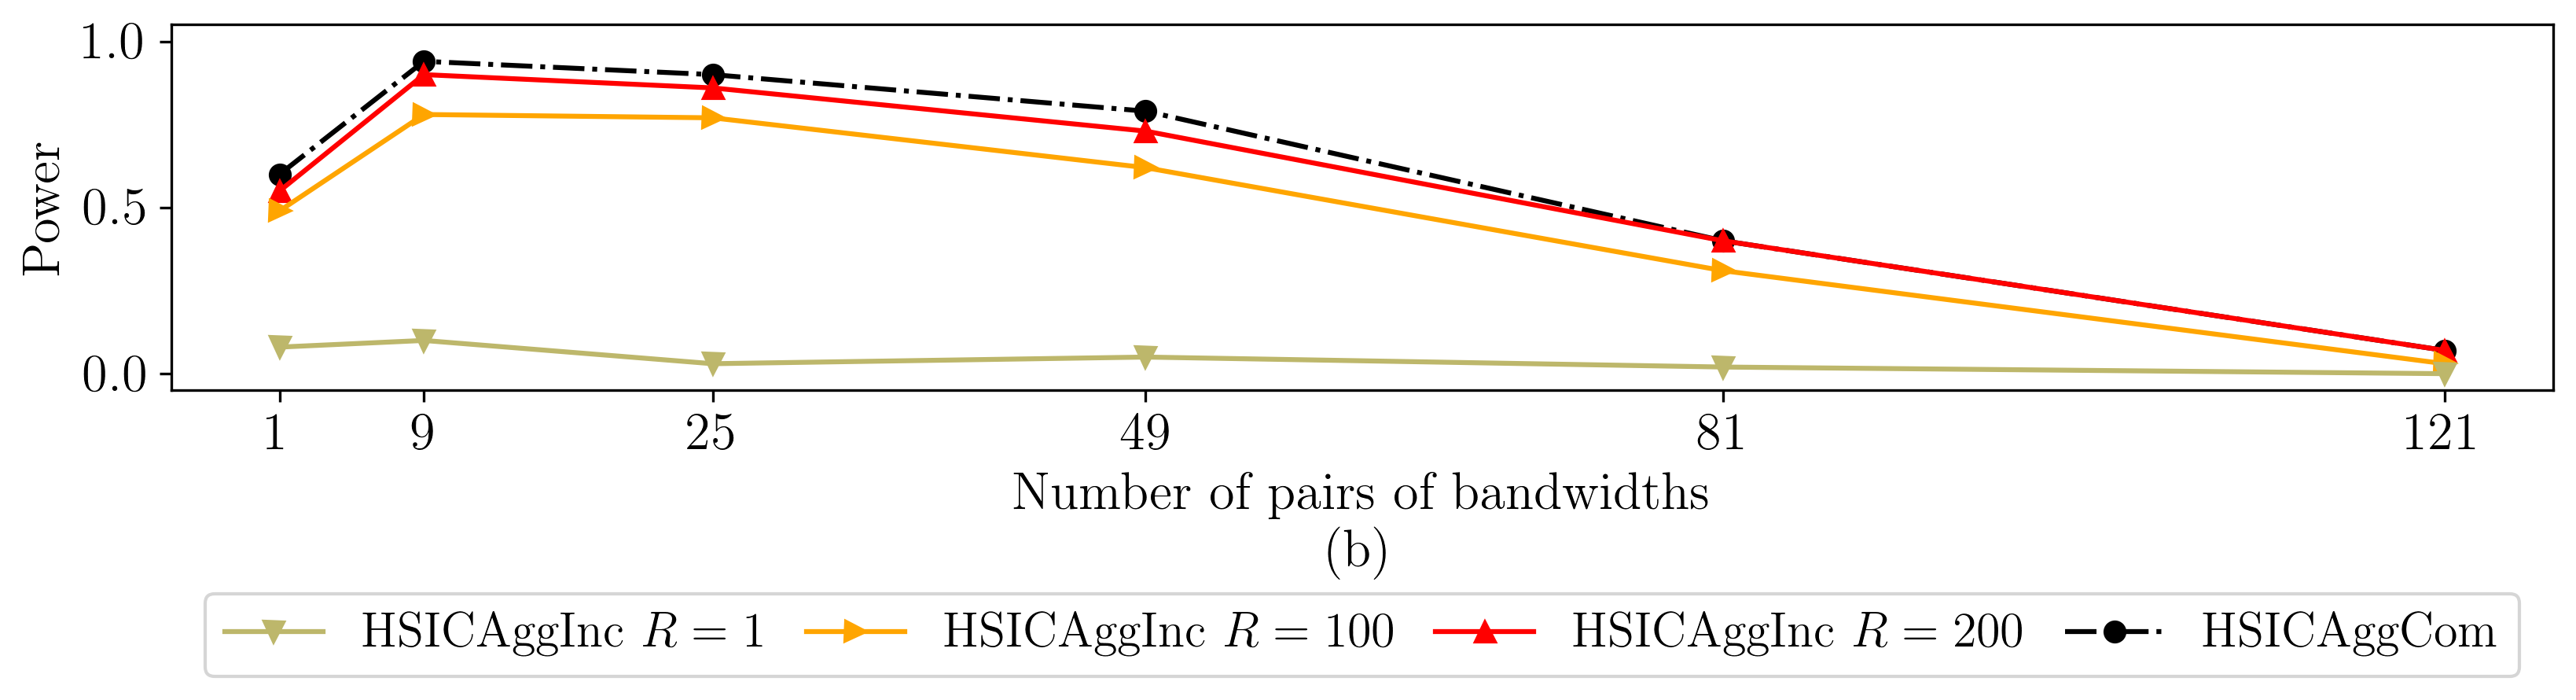 1.0
0.5
0.0
Power
1 9 25 49 81 121
Number of pairs of bandwidths
(b)
HSICAggInc R = 1 HSICAggInc R = 100 HSICAggInc R = 200 HSICAggCom